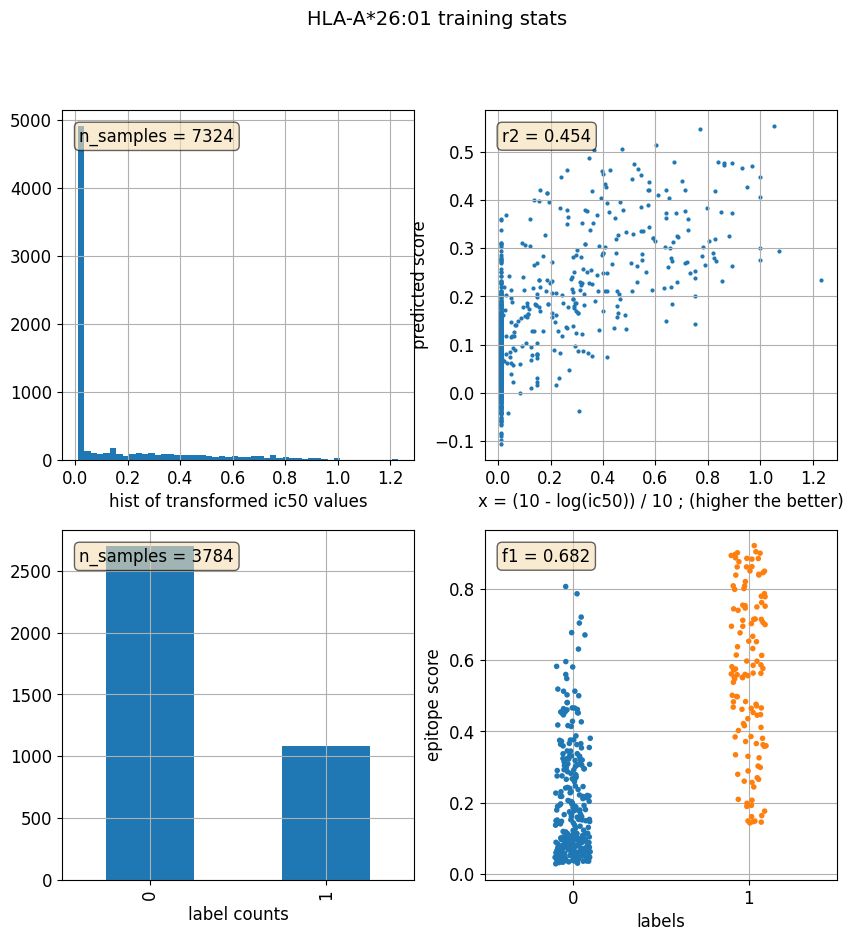 HLA-A*26:01 training stats
5000
4000
3000
2000
1000
0
n_samples = 7324
0.0 0.2 0.4 0.6 0.8 1.0 1.2
hist of transformed ic50 values
predicted score
0.5
0.4
0.3
0.2
0.1
0.0
−0.1
r2 = 0.454
0.0 0.2 0.4 0.6 0.8 1.0 1.2
x = (10 - log(ic50)) / 10 ; (higher the better)
2500
2000
1500
1000
500
0
n_samples = 3784
0 1
label counts
epitope score
0.8
0.6
0.4
0.2
0.0
f1 = 0.682
0 1
labels